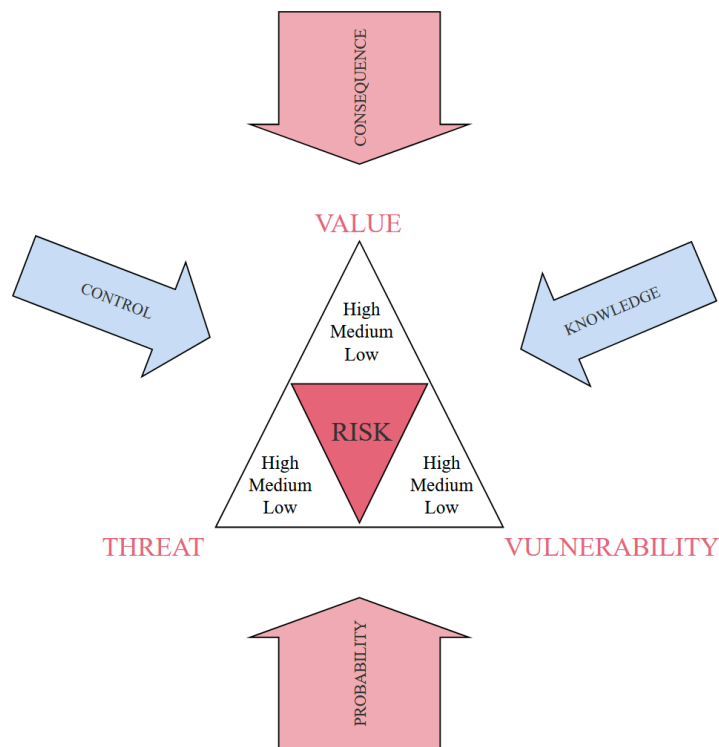 CONSEQUENCE
VALUE
CONTROL
KNOWLEDGE
High
Medium
Low
RISK
High
Medium
Low
High
Medium
Low
THREAT
VULNERABILITY
PROBABILITY